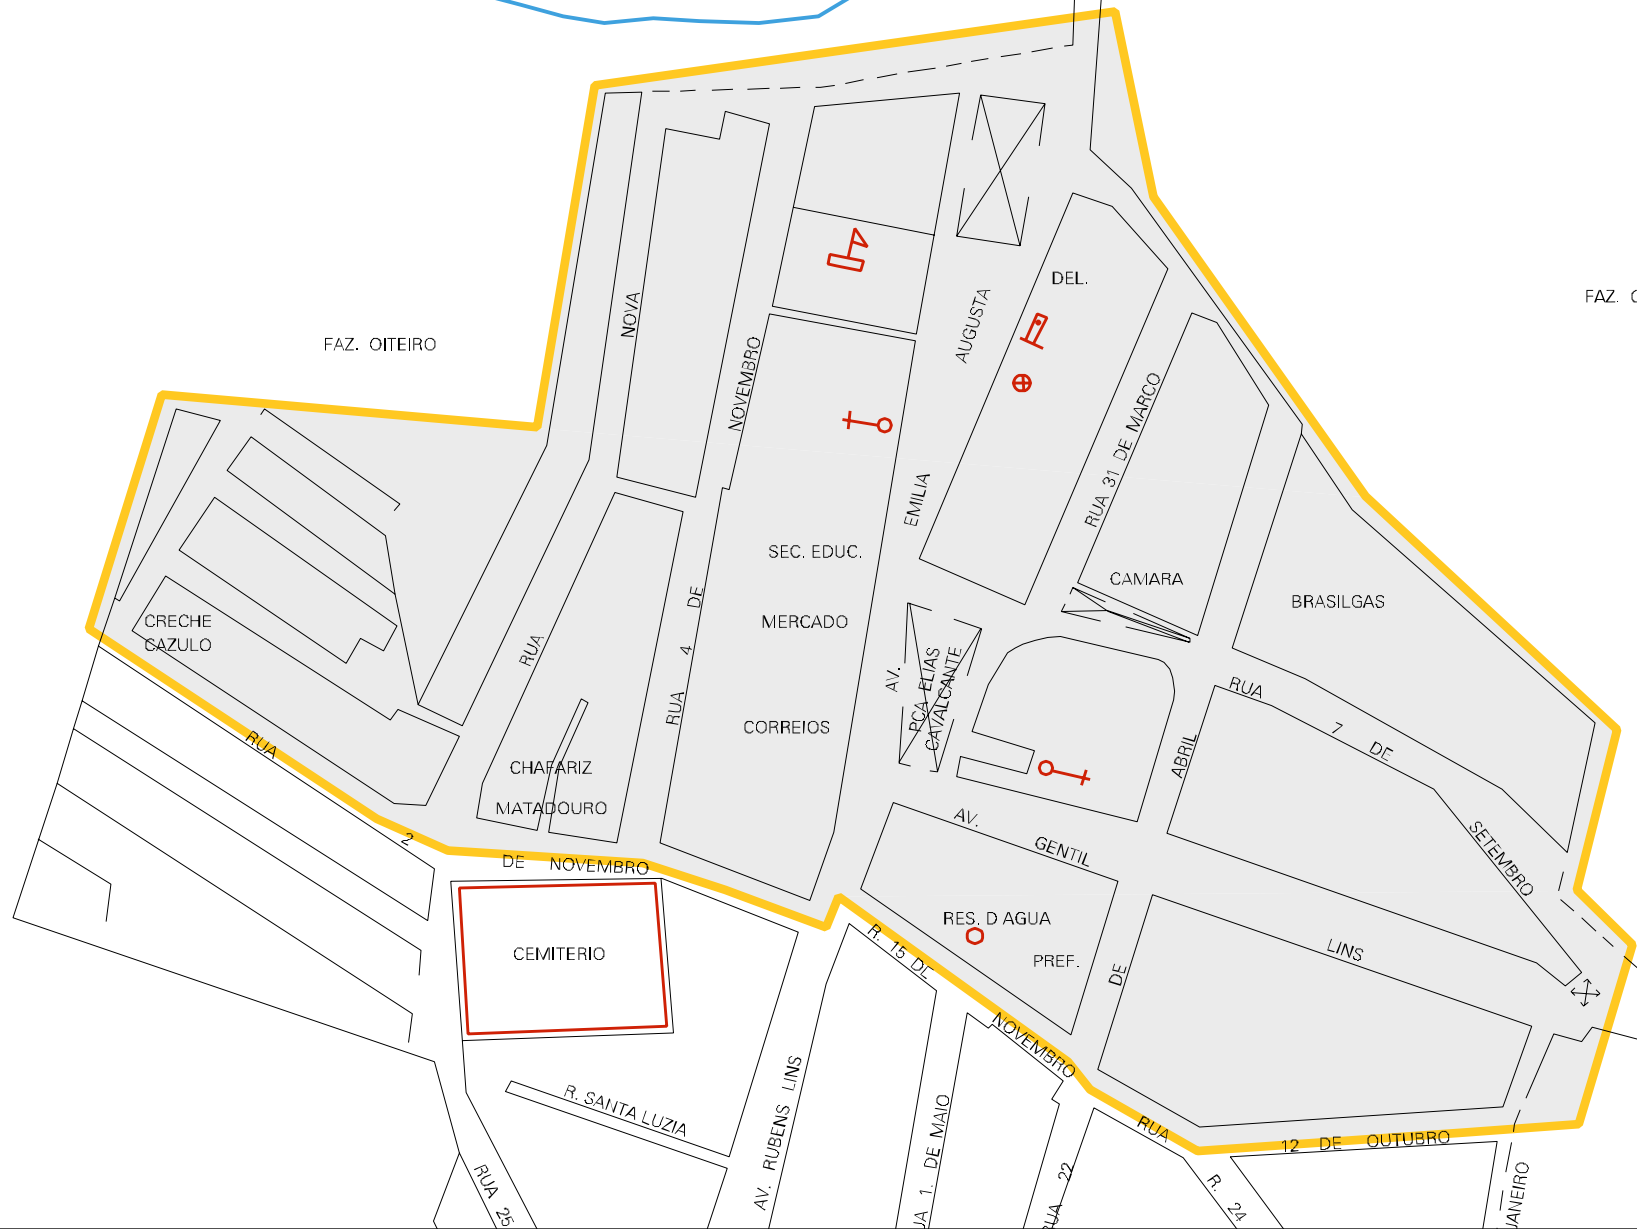 FAZ. OITEIRO
FAZ.
DEL.
NOVA
AUGUSTA
NOVEMBRO
RUA 31 DE MARCO
EMILIA
SEC. EDUC.
CAMARA
BRASILGAS
DE
MERCADO
CRECHE
CAZULO
RUA
4
AV.
PCA ELIAS
CAVALCANTE
RUA
RUA
7
DE
CORREIOS
RUA
ABRIL
CHAFARIZ
MATADOURO
AV.
GENTIL
SETEMBRO
2
DE NOVEMBRO
RES. D AGUA
R. 15 DE
CEMITERIO
PREF.
LINS
DE
NOVEMBRO
R. SANTA LUZIA
AV. RUBENS LINS
1. DE MAIO
RUA
12 DE OUTUBRO
22
RUA 25
R. 24